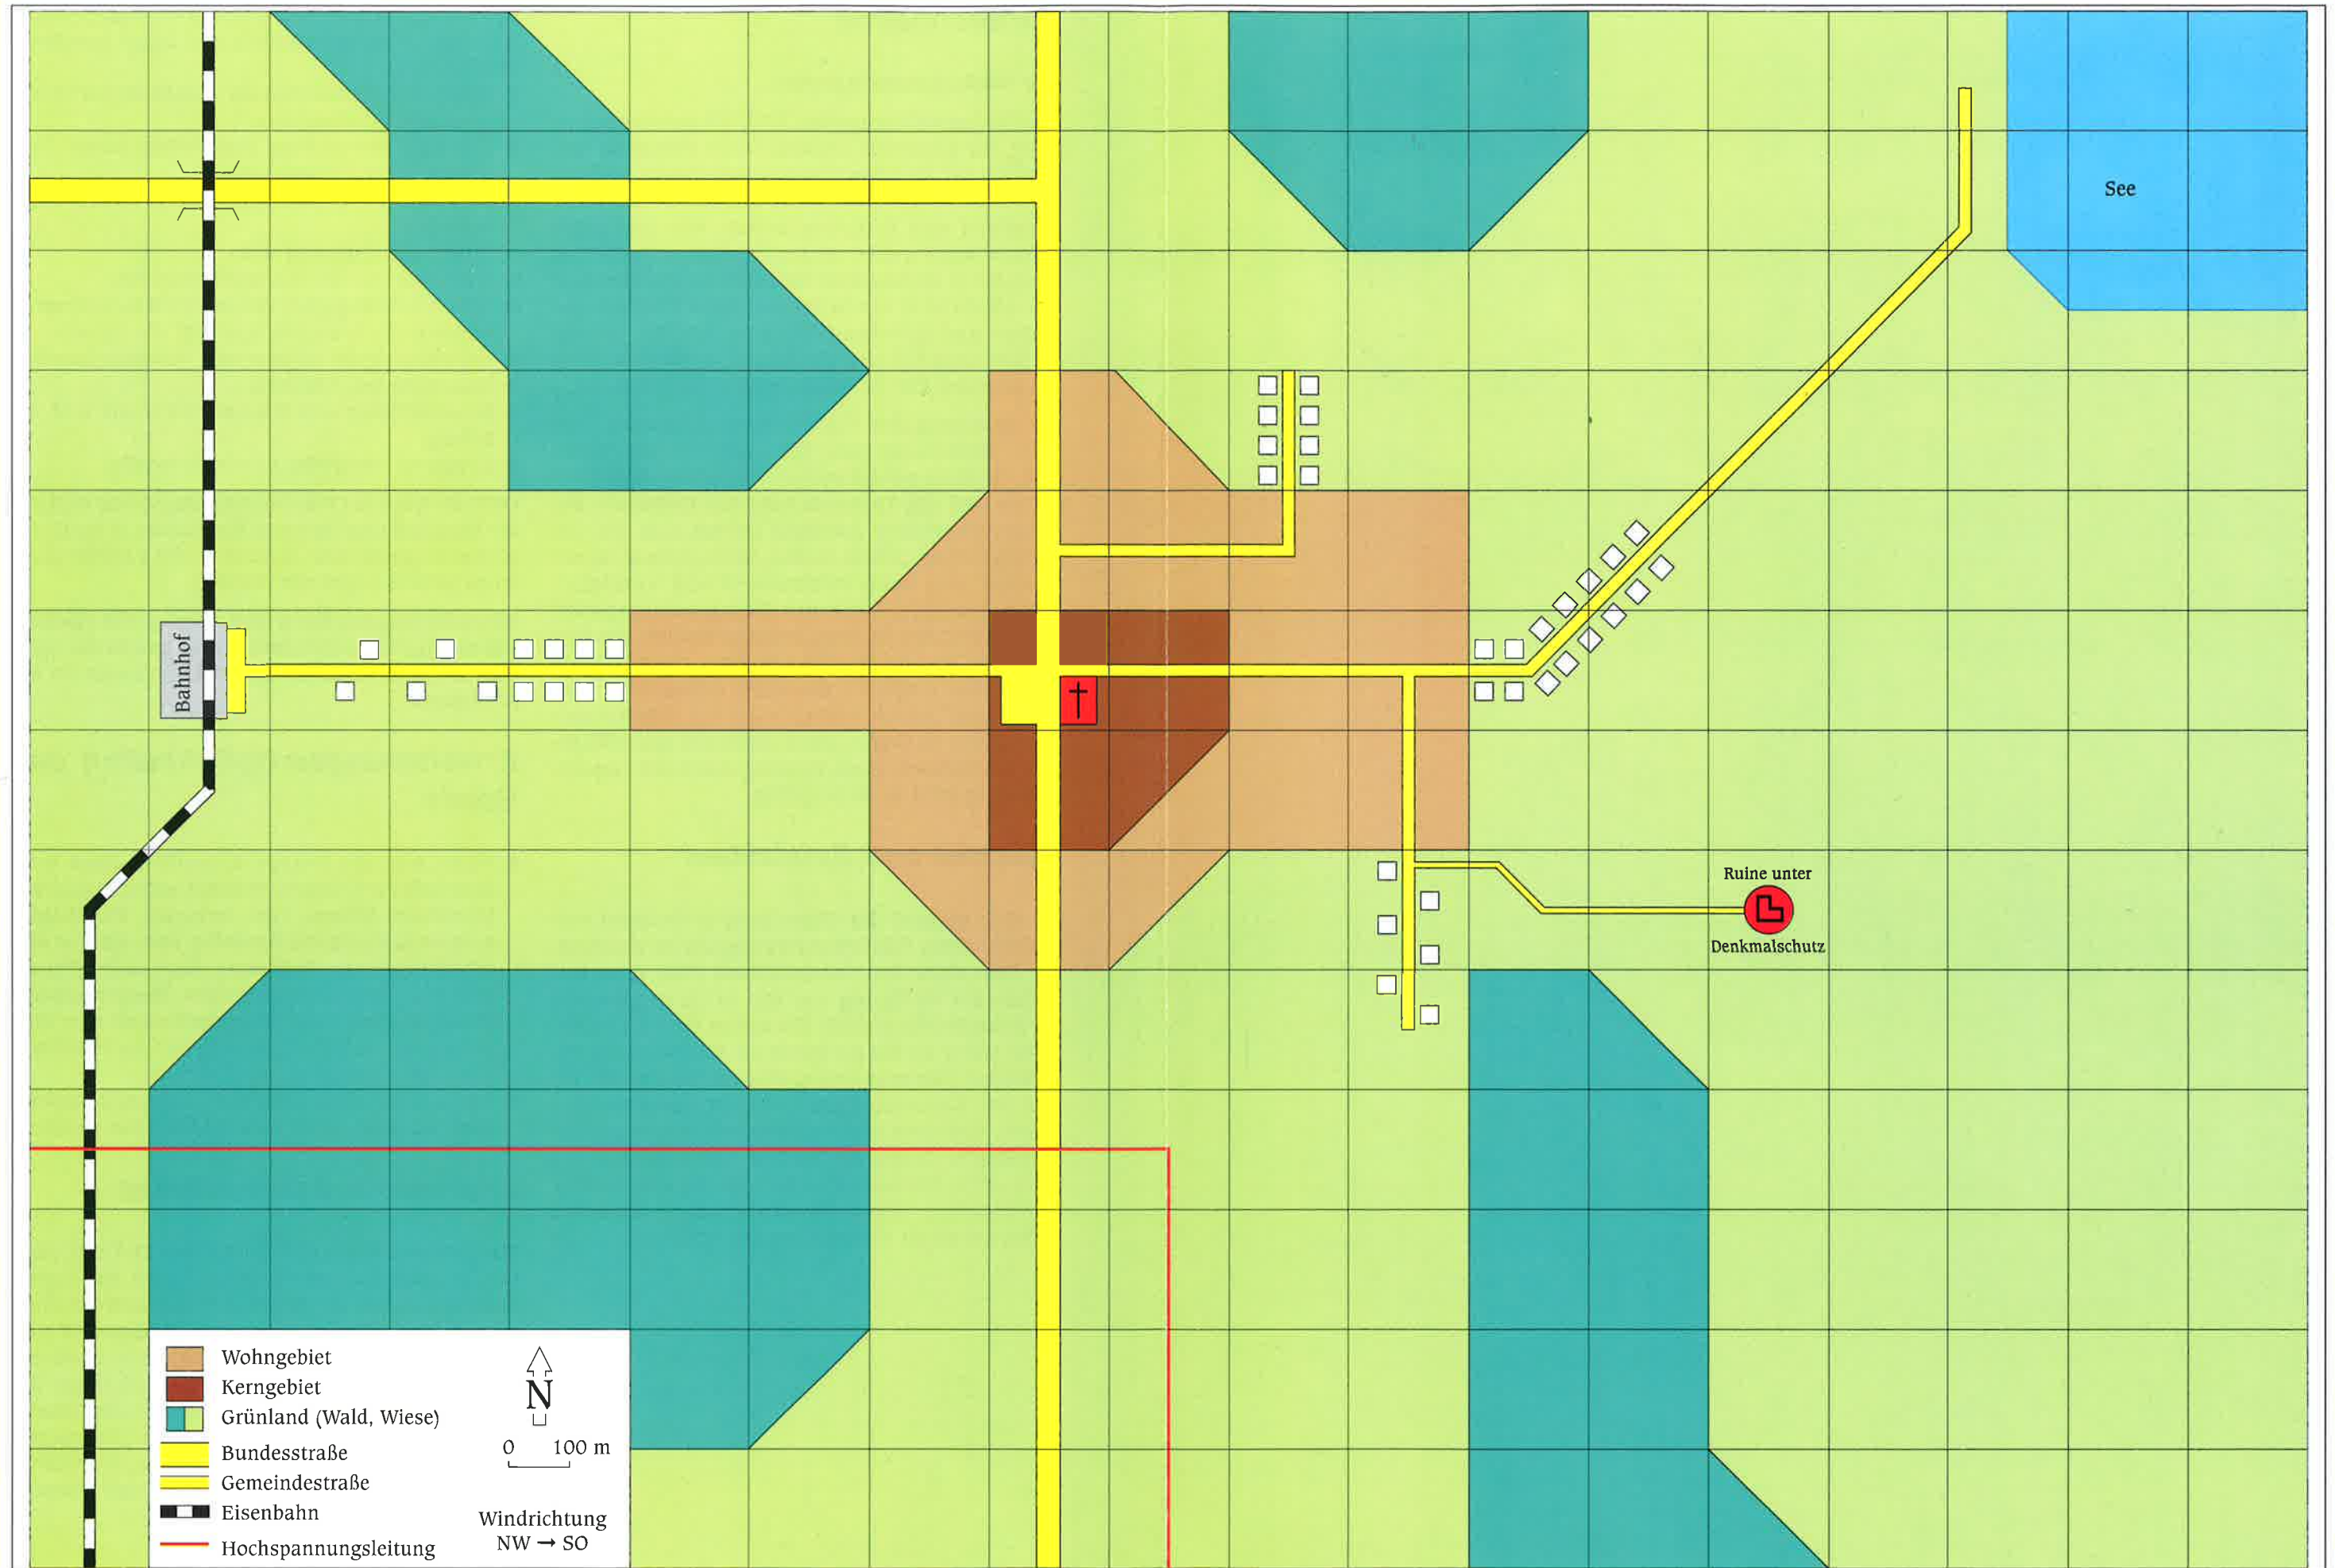 See
Bahnhof
Ruine unter
Denkmalschutz
Wohngebiet
Kerngebiet
Grünland (Wald, Wiese)
Bundesstraße
Gemeindestraße
Eisenbahn
Hochspannungsleitung
N
0 100 m
Windrichtung
NW → SO